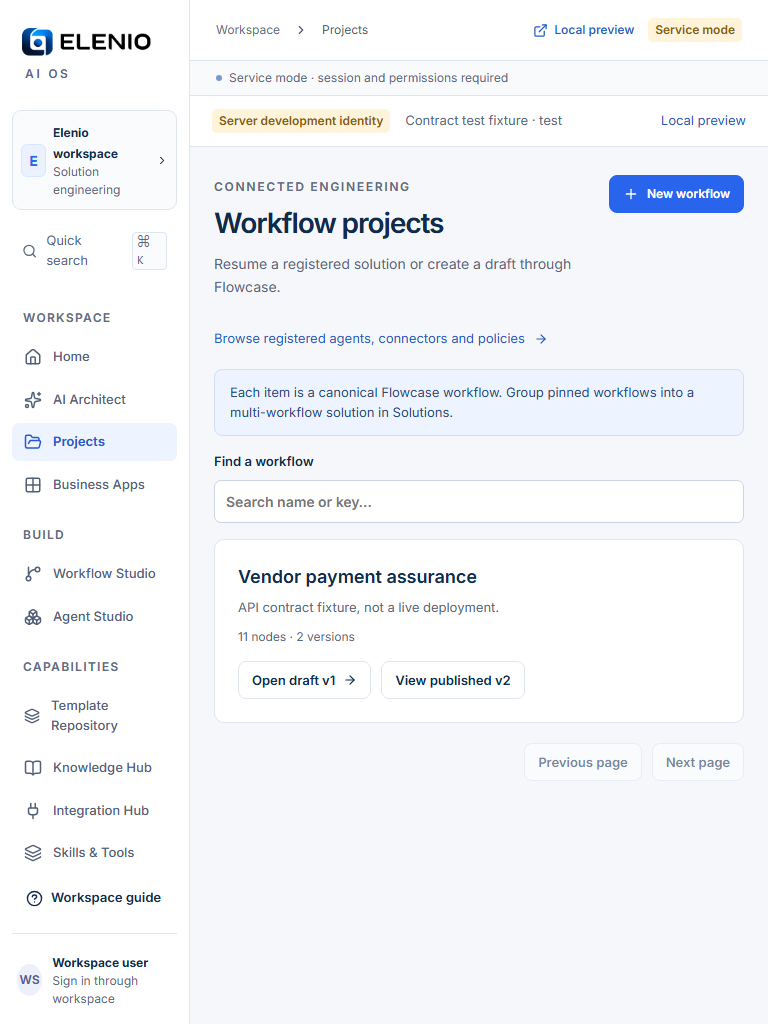 ELENIO
AI OS
E
Elenio
workspace
Solution
engineering
Quick
search
⌘
K
WORKSPACE
Home
AI Architect
Projects
Business Apps
BUILD
Workflow Studio
Agent Studio
CAPABILITIES
Template
Repository
Knowledge Hub
Integration Hub
Skills & Tools
Workspace guide
WS
Workspace user
Sign in through
workspace
Workspace
Projects
Local preview
Service mode
Service mode · session and permissions required
Server development identity
Contract test fixture · test
Local preview
CONNECTED ENGINEERING
New workflow
Workflow projects
Resume a registered solution or create a draft through
Flowcase.
Browse registered agents, connectors and policies
Each item is a canonical Flowcase workflow. Group pinned workflows into a
multi-workflow solution in Solutions.
Find a workflow
Search name or key...
Vendor payment assurance
API contract fixture, not a live deployment.
11 nodes · 2 versions
Open draft v1
View published v2
Previous page
Next page